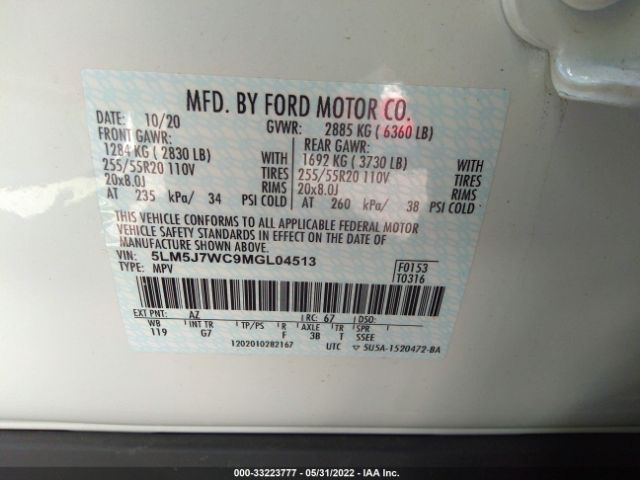 MFD. BY FORD MOTOR CO.
DATE: 10/20 GVWR: 2885 KG ( 6360 LB)
FRONT GAWR: REAR GAWR:
1284 KG ( 2830 LB) WITH 1692 KG ( 3730 LB) WITH
255/55R20 110V TIRES 255/55R20 110V TIRES
20x8.0J RIMS 20x8.0J RIMS
AT 235 kPa/ 34 PSI COLD AT 260 kPa/ 38 PSI COLD
THIS VEHICLE CONFORMS TO ALL APPLICABLE FEDERAL MOTOR
VEHICLE SAFETY STANDARDS IN EFFECT ON THE DATE OF
MANUFACTURE SHOWN ABOVE.
VIN: 5LM5J7WC9MGL04513
TYPE: MPV
F0153
T0316
EXT PNT: AZ RC: 67 DSO:
WB INT TR TP/PS R AXLE TR SPR
119 G7 F 3B T SSEE
1202010282167 UTC ▽ 5U5A-1520472-BA
000-33223777 - 05/31/2022 - IAA Inc.